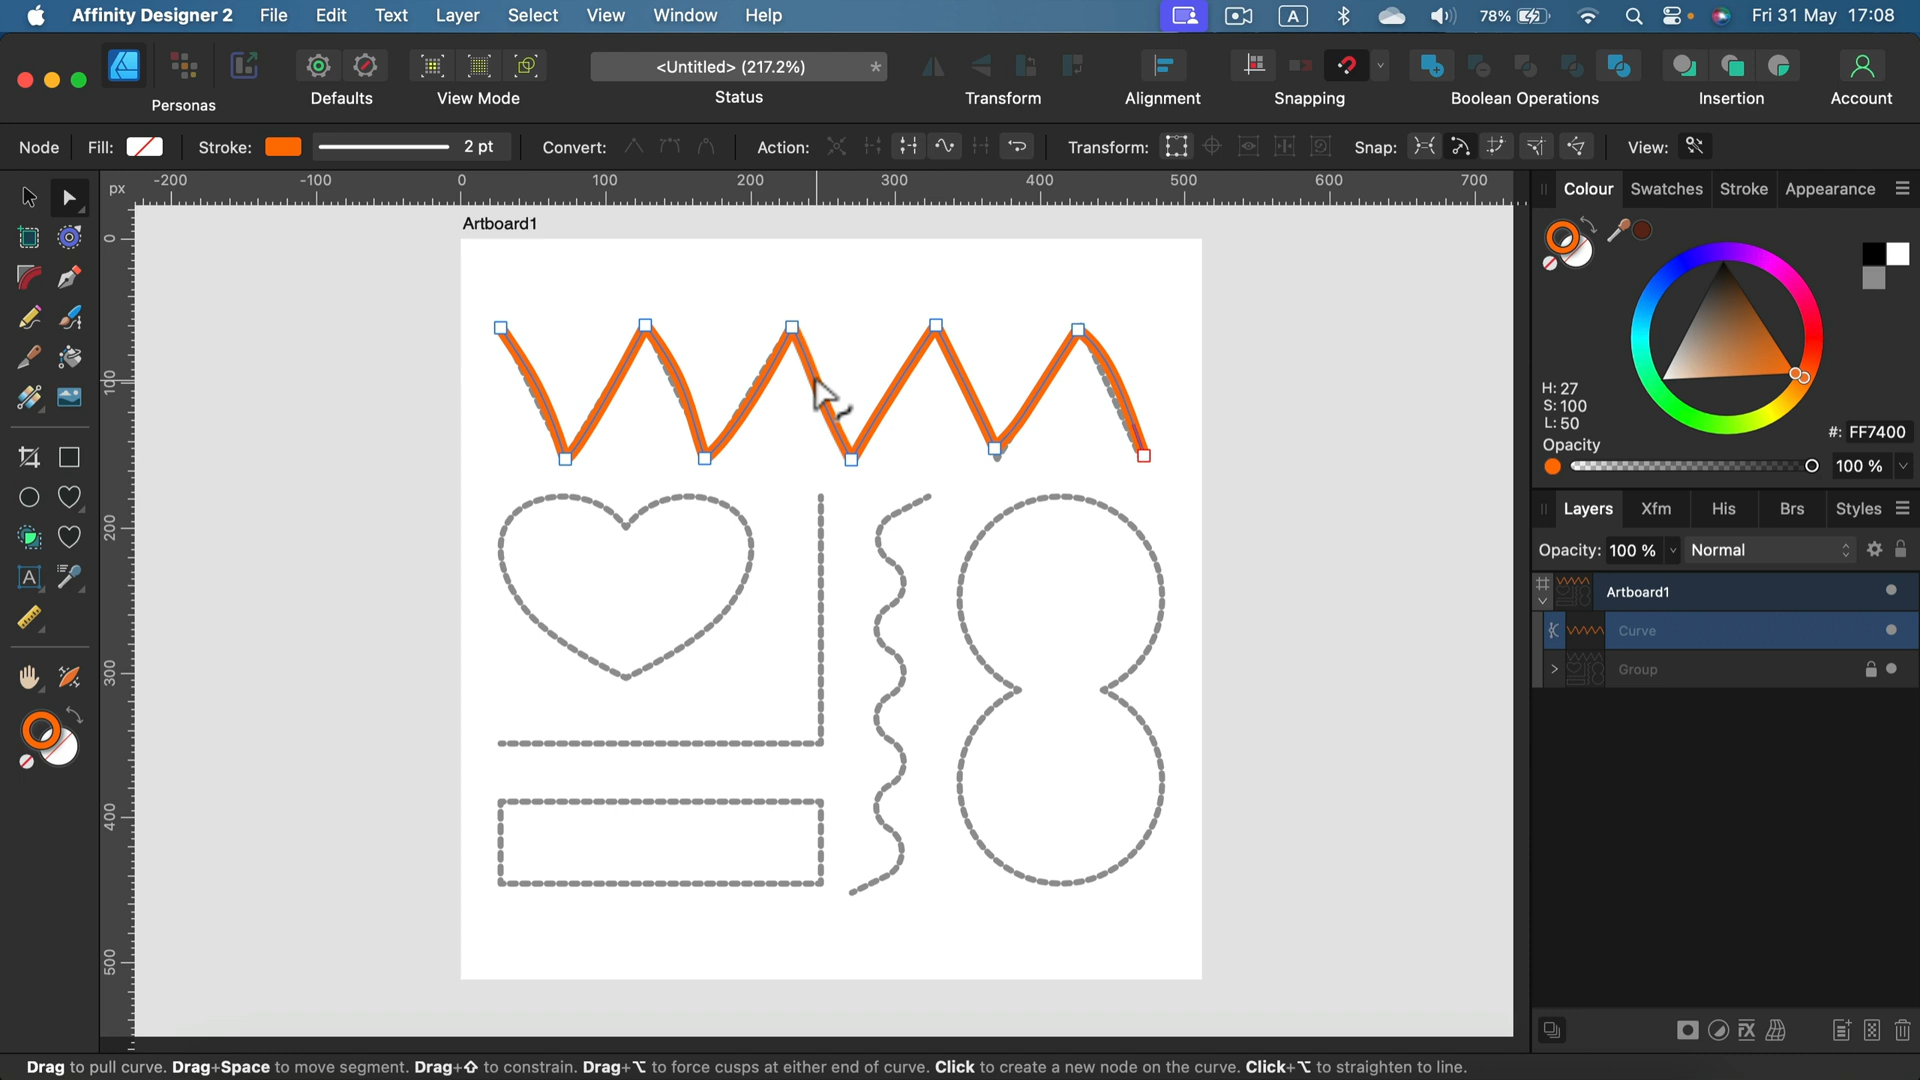 Affinity Designer 2 File Edit Text Layer Select View Window Help A 78% Fri 31 May 17:08
<Untitled> (217.2%) *
Personas Defaults View Mode Status Transform Alignment Snapping Boolean Operations Insertion Account
Node Fill: Stroke: 2 pt Convert: Action: Transform: Snap: View:
px -200 -100 0 100 200 300 400 500 600 700
Colour Swatches Stroke Appearance
Artboard1
0
100
200
300
400
500
A
H: 27
S: 100
L: 50
#: FF7400
Opacity
100 %
Layers Xfm His Brs Styles
Opacity: 100 % Normal
Artboard1
Curve
Group
Drag to pull curve. Drag+Space to move segment. Drag+⇧ to constrain. Drag+⌥ to force cusps at either end of curve. Click to create a new node on the curve. Click+⌥ to straighten to line.